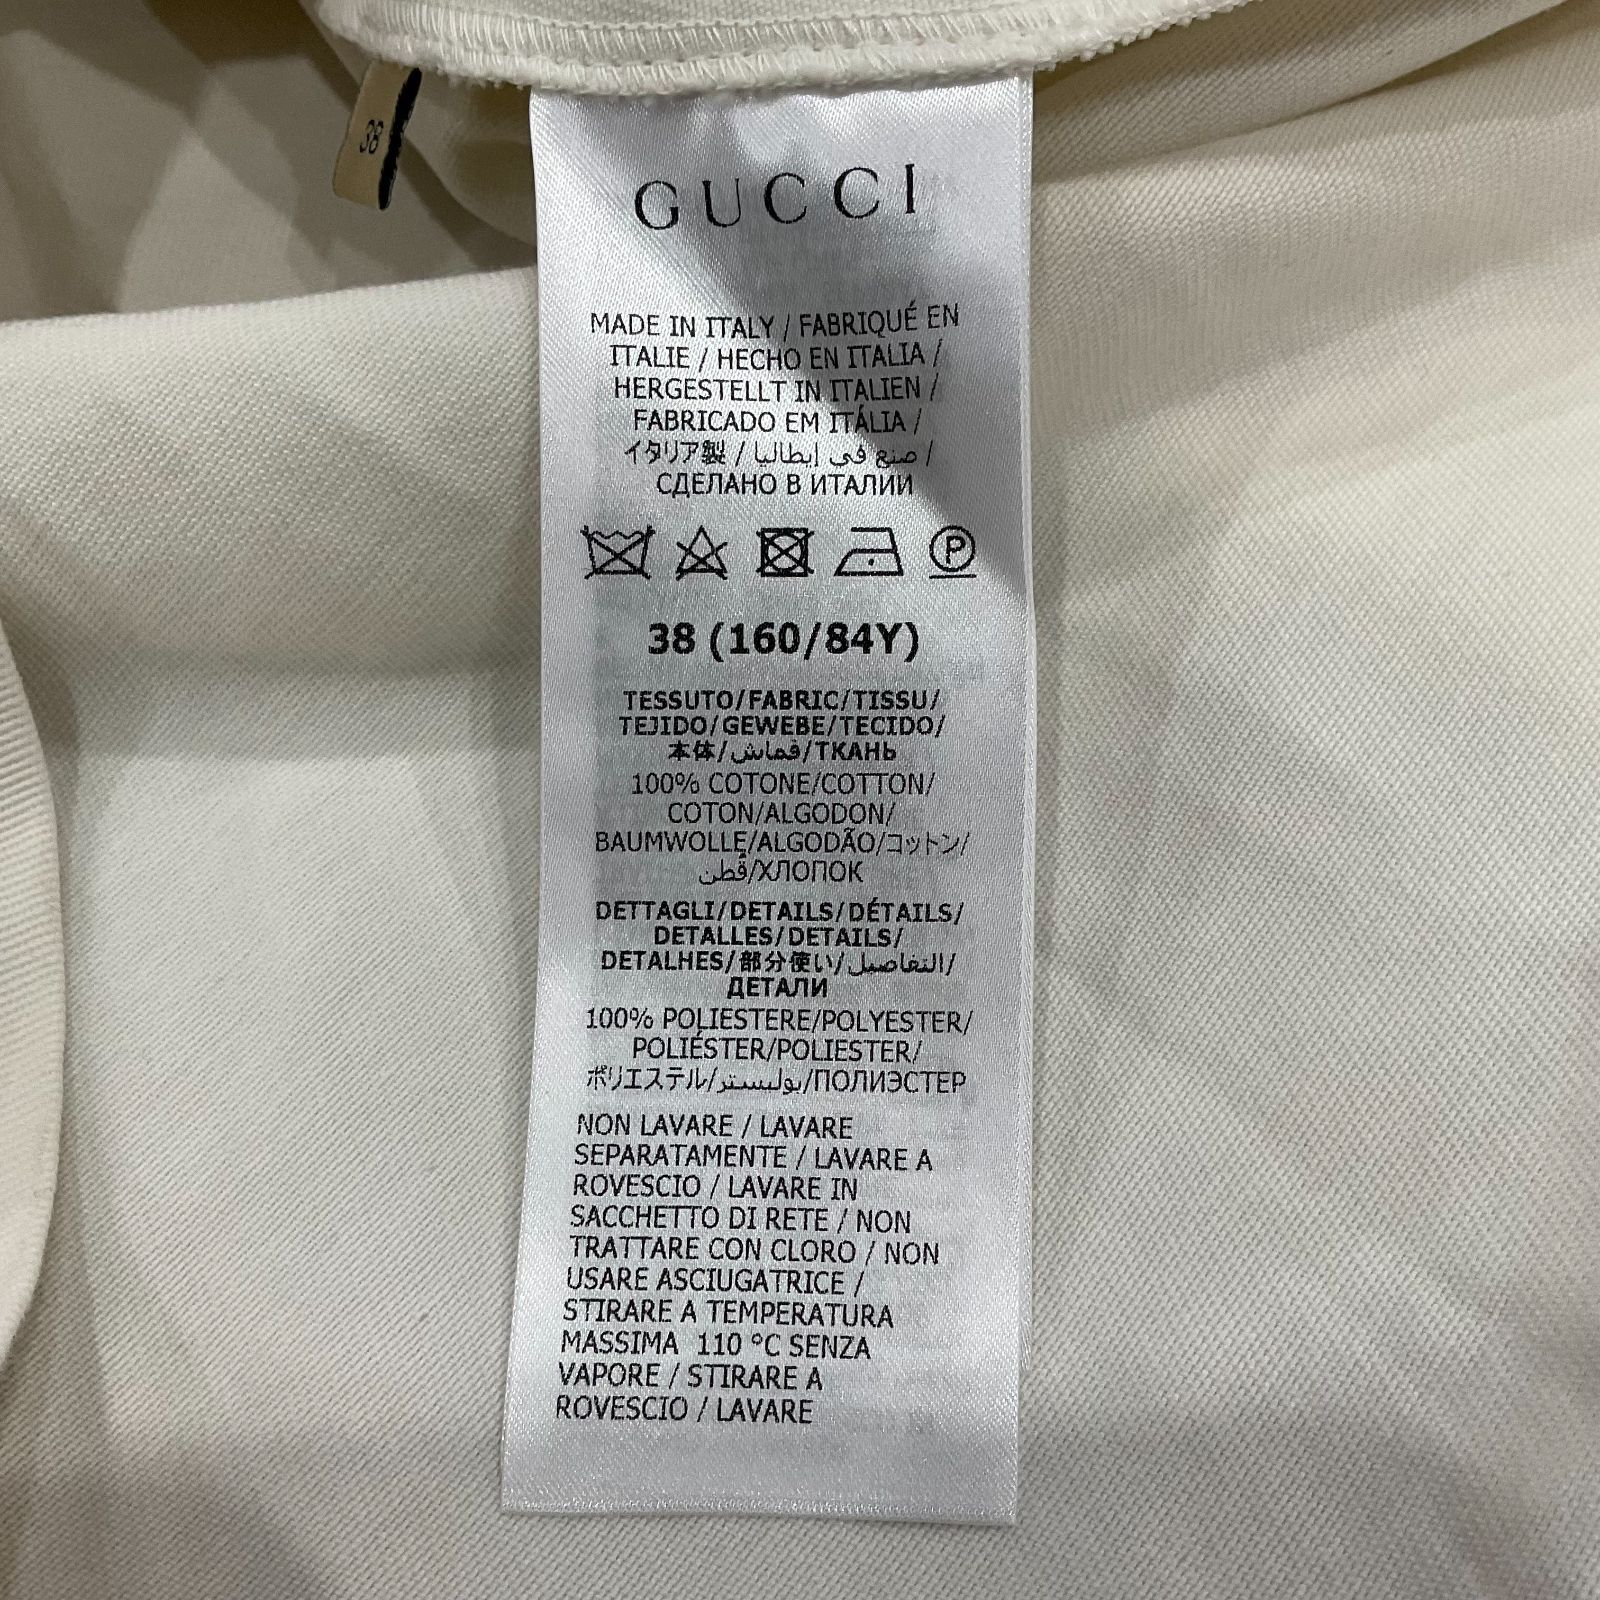 38
GUCCI
MADE IN ITALY / FABRIQUÉ EN
ITALIE / HECHO EN ITALIA /
HERGESTELLT IN ITALIEN /
FABRICADO EM ITÁLIA /
イタリア製 / صنع في إيطاليا /
СДЕЛАНО В ИТАЛИИ
P
38 (160/84Y)
TESSUTO/FABRIC/TISSU/
TEJIDO/GEWEBE/TECIDO/
本体/قماش/ТКАНЬ
100% COTONE/COTTON/
COTON/ALGODON/
BAUMWOLLE/ALGODÃO/コットン/
قُطن/ХЛОПОК
DETTAGLI/DETAILS/DÉTAILS/
DETALLES/DETAILS/
DETALHES/部分使い/التفاصيل/
ДЕТАЛИ
100% POLIESTERE/POLYESTER/
POLIÉSTER/POLIESTER/
ポリエステル/بوليستر/ПОЛИЭСТЕР
NON LAVARE / LAVARE
SEPARATAMENTE / LAVARE A
ROVESCIO / LAVARE IN
SACCHETTO DI RETE / NON
TRATTARE CON CLORO / NON
USARE ASCIUGATRICE /
STIRARE A TEMPERATURA
MASSIMA 110 °C SENZA
VAPORE / STIRARE A
ROVESCIO / LAVARE